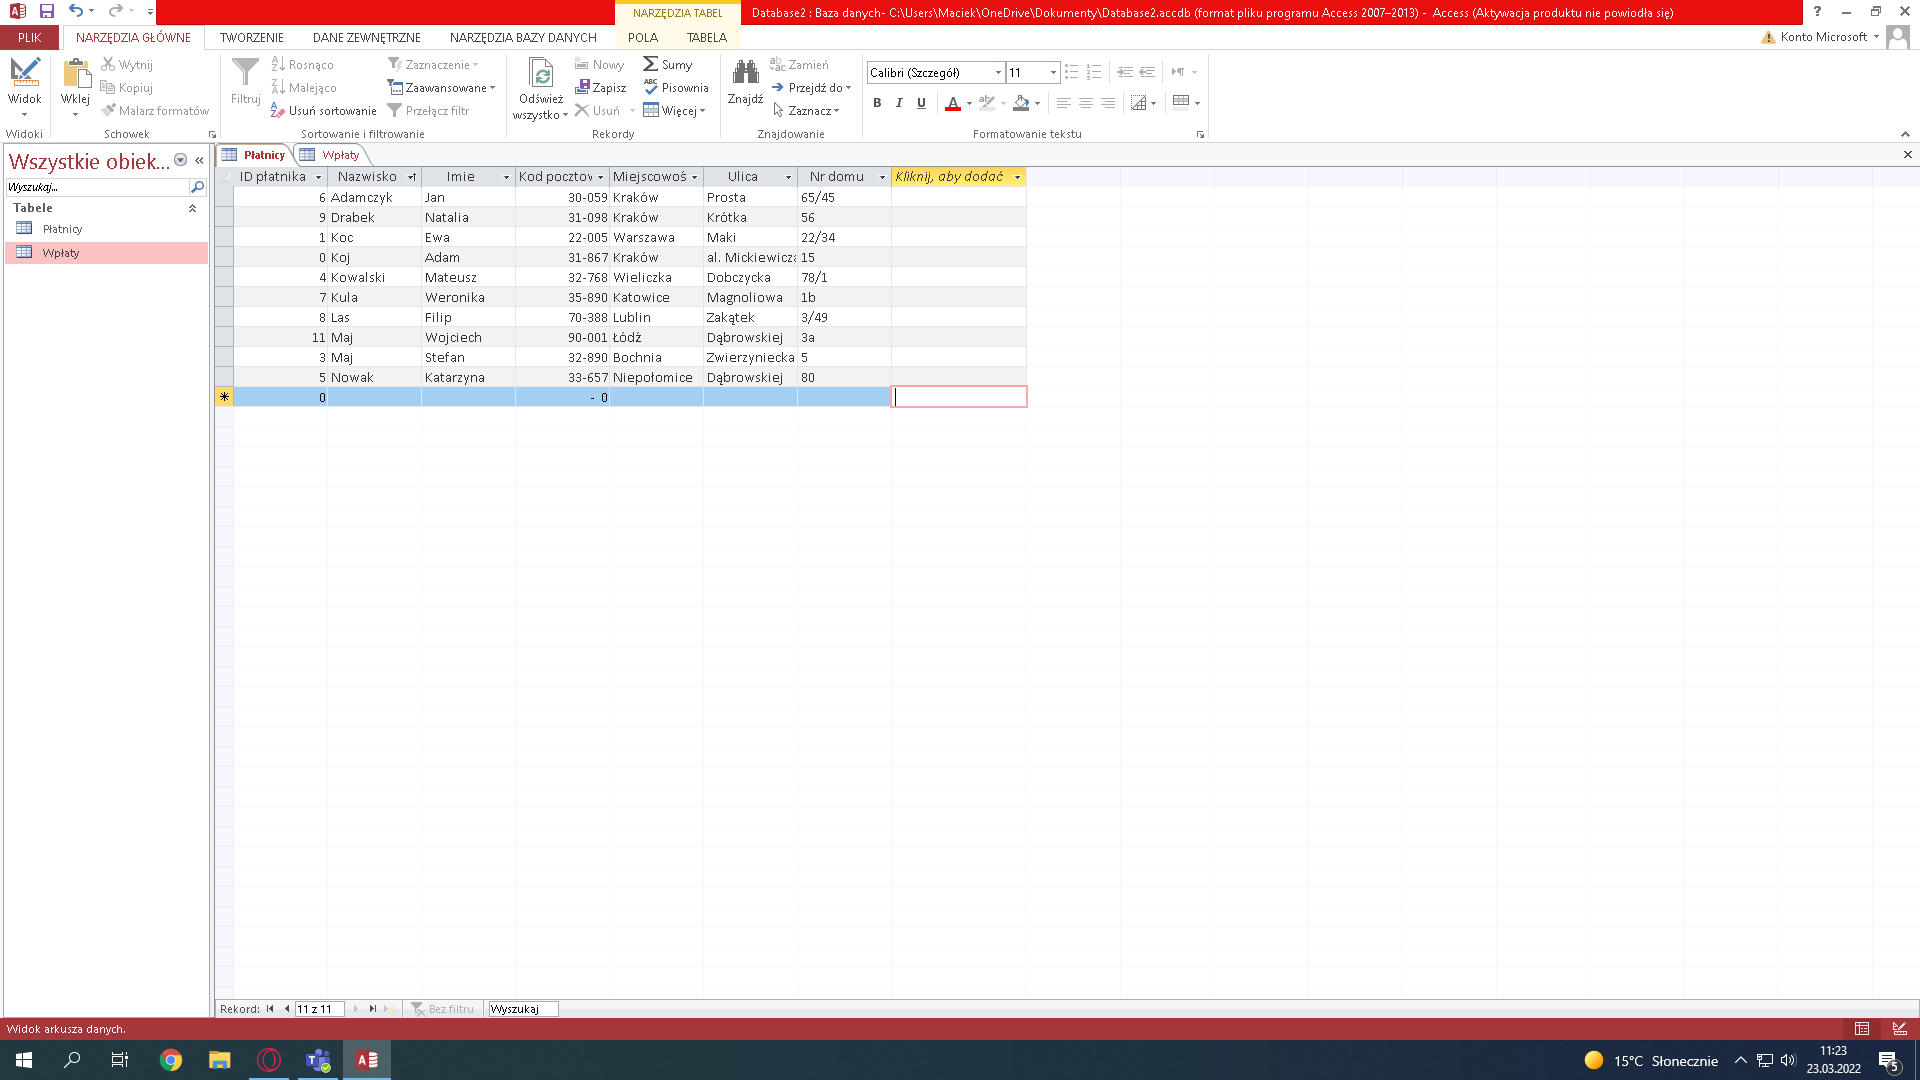 NARZĘDZIA TABEL
Database2 : Baza danych- C:\Users\Maciek\OneDrive\Dokumenty\Database2.accdb (format pliku programu Access 2007–2013) - Access (Aktywacja produktu nie powiodła się)
?
PLIK NARZĘDZIA GŁÓWNE TWORZENIE DANE ZEWNĘTRZNE NARZĘDZIA BAZY DANYCH POLA TABELA Konto Microsoft
Widok
Widoki
Wklej
Wytnij
Kopiuj
Malarz formatów
Schowek
Filtruj
Rosnąco
Malejąco
Usuń sortowanie
Zaznaczenie
Zaawansowane
Przełącz filtr
Sortowanie i filtrowanie
Odśwież
wszystko
Nowy
Zapisz
Usuń
Sumy
Pisownia
Więcej
Rekordy
Znajdź
Zamień
Przejdź do
Zaznacz
Znajdowanie
Calibri (Szczegół) 11
B I U A
Formatowanie tekstu
Wszystkie obiek...
Wyszukaj...
Tabele
Płatnicy
Wpłaty
Płatnicy Wpłaty
ID płatnika Nazwisko Imie Kod pocztov Miejscowoś Ulica Nr domu Kliknij, aby dodać
6 Adamczyk Jan 30-059 Kraków Prosta 65/45
9 Drabek Natalia 31-098 Kraków Krótka 56
1 Koc Ewa 22-005 Warszawa Maki 22/34
0 Koj Adam 31-867 Kraków al. Mickiewicza 15
4 Kowalski Mateusz 32-768 Wieliczka Dobczycka 78/1
7 Kula Weronika 35-890 Katowice Magnoliowa 1b
8 Las Filip 70-388 Lublin Zakątek 3/49
11 Maj Wojciech 90-001 Łódź Dąbrowskiej 3a
3 Maj Stefan 32-890 Bochnia Zwierzyniecka 5
5 Nowak Katarzyna 33-657 Niepołomice Dąbrowskiej 80
0 - 0
Rekord: 11 z 11 Bez filtru Wyszukaj
Widok arkusza danych.
15°C Słonecznie
11:23
23.03.2022
5